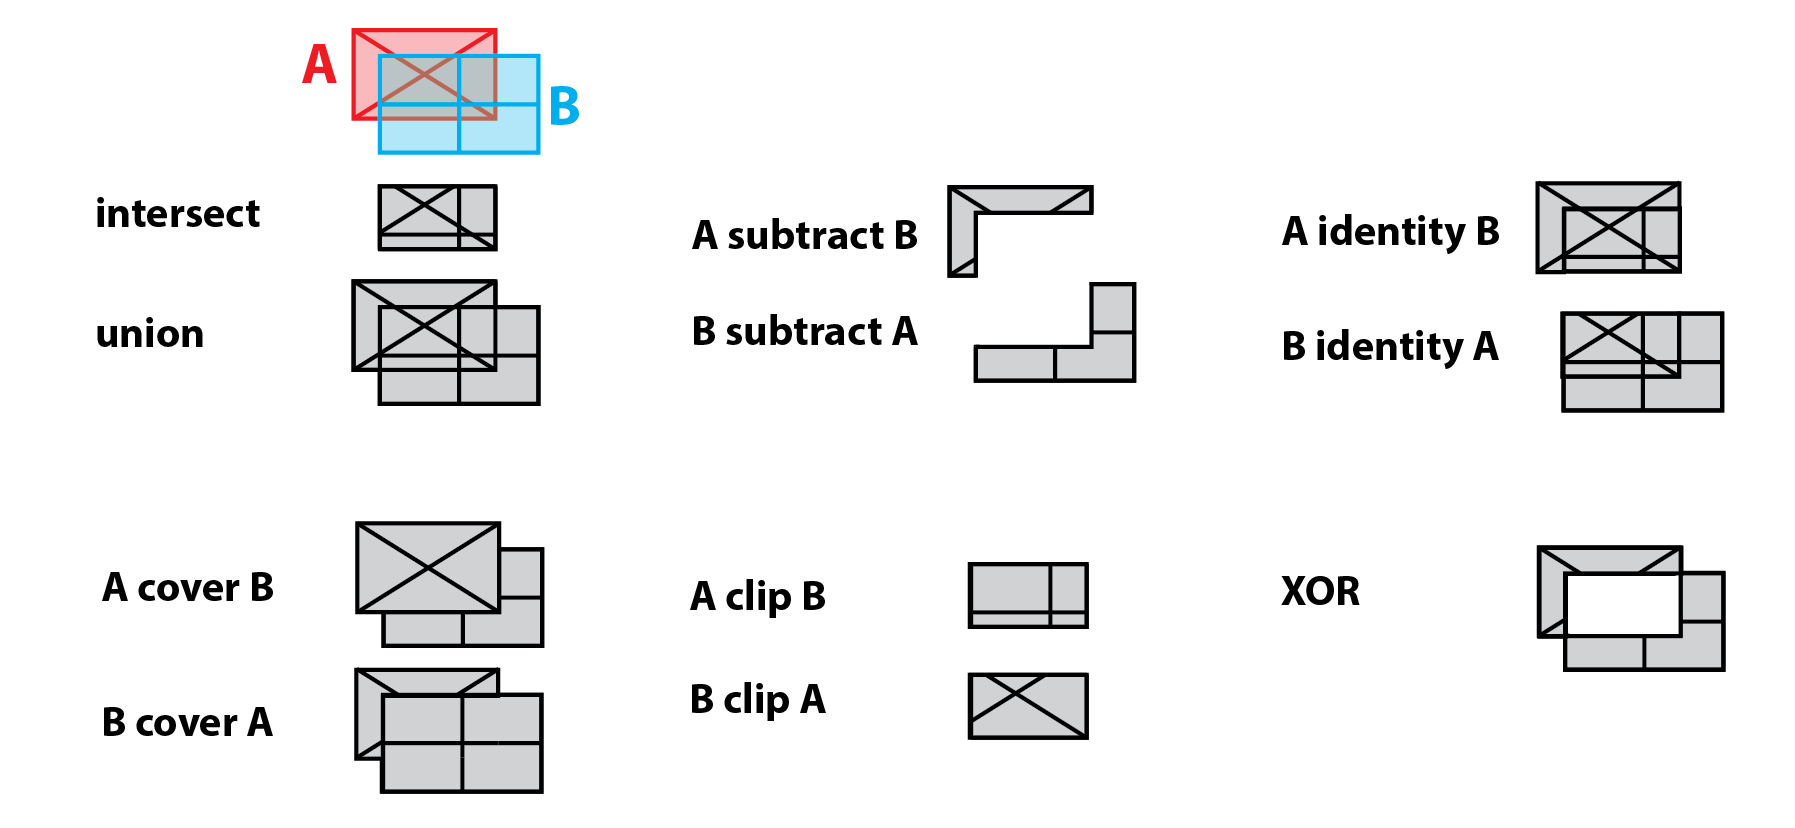 A
B
intersect
A subtract B
A identity B
union
B subtract A
B identity A
A cover B
A clip B
XOR
B cover A
B clip A